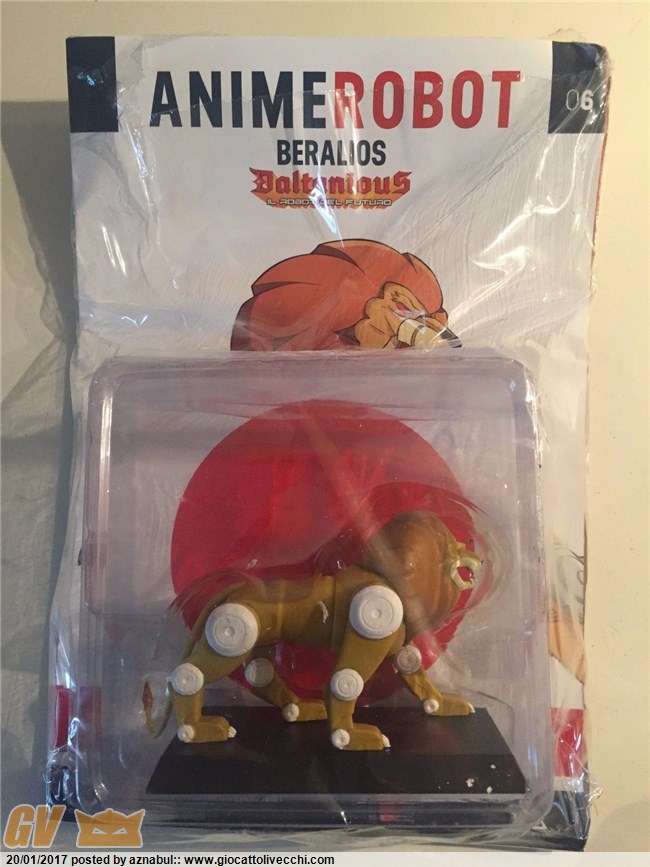 ANIMEROBOT
06
BERALIOS
Daltanious
IL ROBOT DEL FUTURO
GV
20/01/2017 posted by aznabul:: www.giocattolivecchi.com